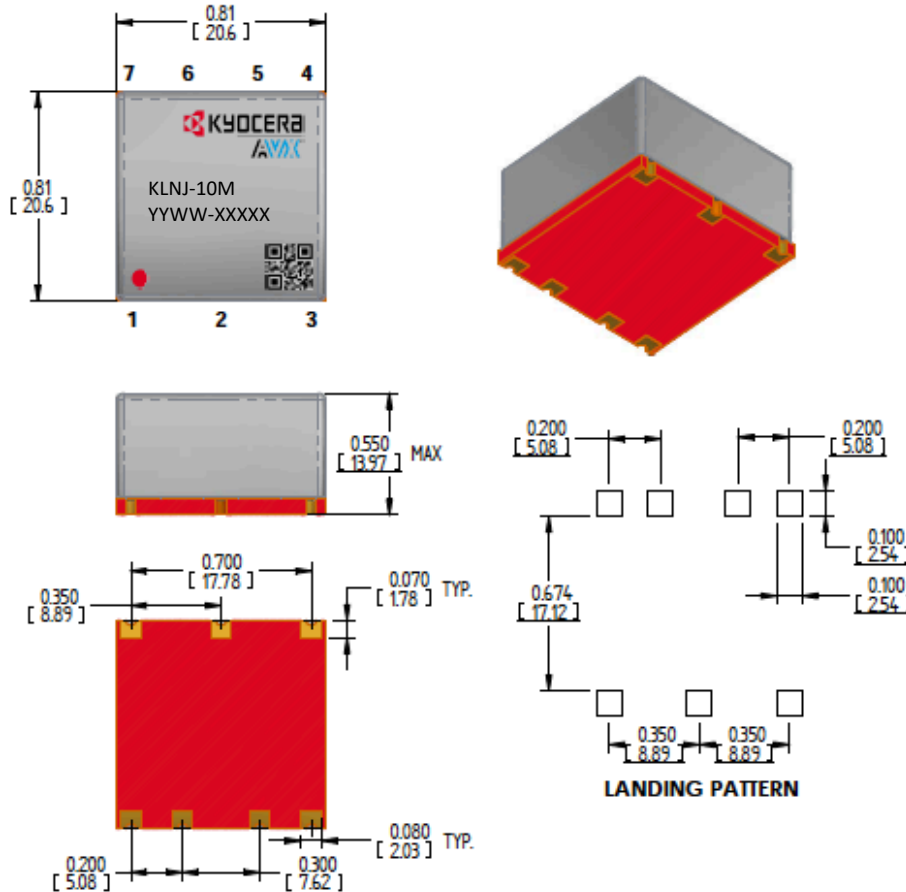 0.81
[ 20.6 ]
7 6 5 4
0.81
[ 20.6 ]
KYOCERA
AVX
KLNJ-10M
YYWW-XXXXX
1 2 3
0.550
[ 13.97 ] MAX
0.700
[ 17.78 ]
0.350
[ 8.89 ]
0.070
[ 1.78 ] TYP.
0.080
[ 2.03 ] TYP.
0.200
[ 5.08 ]
0.300
[ 7.62 ]
0.200
[ 5.08 ]
0.200
[ 5.08 ]
0.100
[ 2.54 ]
0.100
[ 2.54 ]
0.674
[ 17.12 ]
0.350
[ 8.89 ]
0.350
[ 8.89 ]
LANDING PATTERN